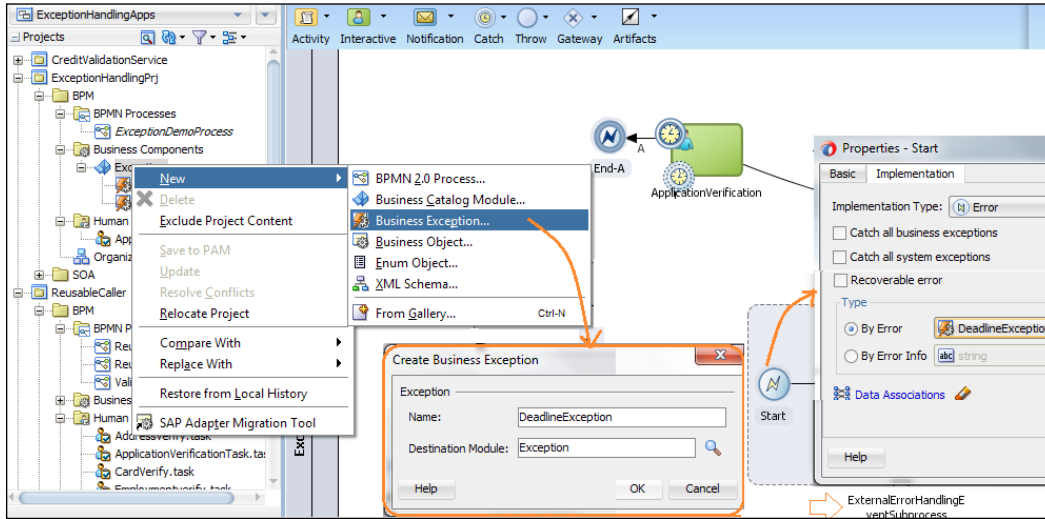 ExceptionHandlingApps
Activity Interactive Notification Catch Throw Gateway Artifacts
Projects
CreditValidationService
ExceptionHandlingPrj
BPM
BPMN Processes
ExceptionDemoProcess
Business Components
Exce
Human
App
Organiz
SOA
ReusableCaller
BPM
BPMN P
Reu
Reu
Vali
Busines
Human
AddressVerify.task
ApplicationVerificationTask.tas
CardVerify.task
Employmentverify.task
New
Delete
Exclude Project Content
Save to PAM
Update
Resolve Conflicts
Relocate Project
Compare With
Replace With
Restore from Local History
SAP Adapter Migration Tool
BPMN 2.0 Process...
Business Catalog Module...
Business Exception...
Business Object...
Enum Object...
XML Schema...
From Gallery... Ctrl-N
A
End-A
ApplicationVerification
Create Business Exception
Exception
Name: DeadlineException
Destination Module: Exception
Help OK Cancel
Start
Properties - Start
Basic Implementation
Implementation Type: Error
Catch all business exceptions
Catch all system exceptions
Recoverable error
Type
By Error DeadlineExceptio
By Error Info abc string
Data Associations
Help
ExternalErrorHandlingE
ventSubprocess